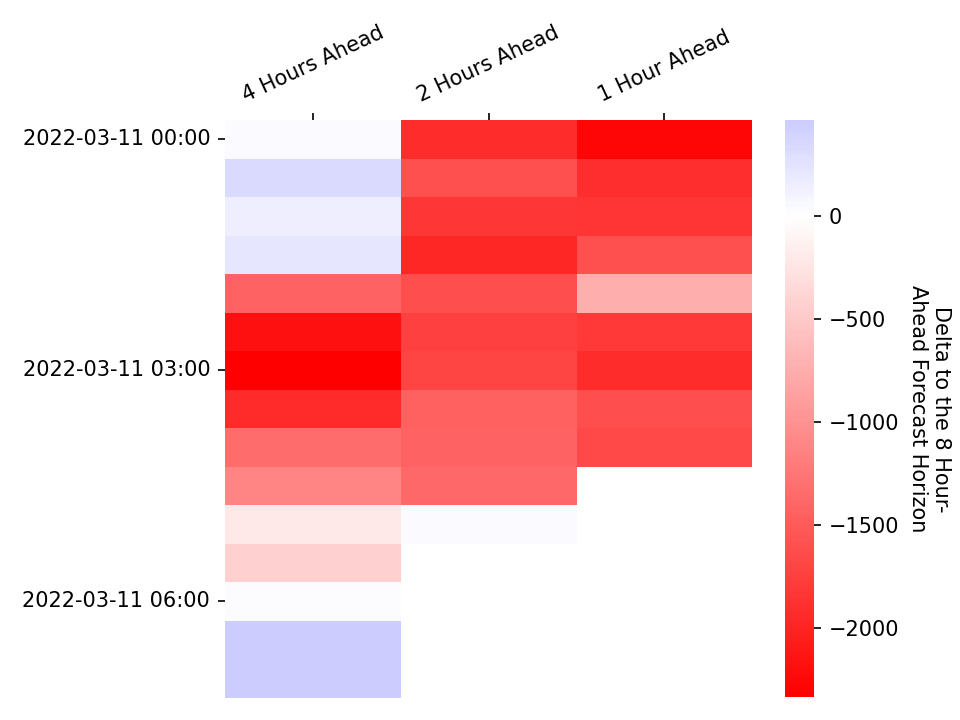 4 Hours Ahead
2 Hours Ahead
1 Hour Ahead
2022-03-11 00:00
2022-03-11 03:00
2022-03-11 06:00
0
−500
−1000
−1500
−2000
Delta to the 8 Hour-
Ahead Forecast Horizon